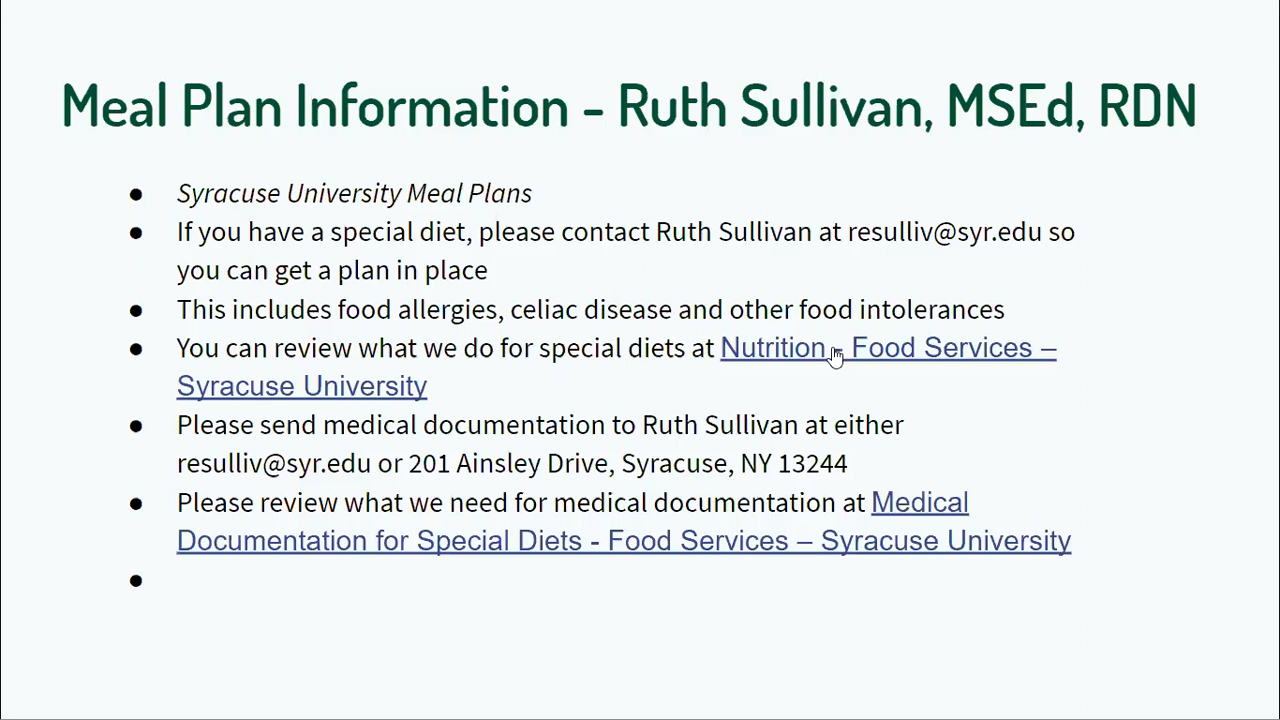 Meal Plan Information - Ruth Sullivan, MSEd, RDN
● Syracuse University Meal Plans
● If you have a special diet, please contact Ruth Sullivan at resulliv@syr.edu so
you can get a plan in place
● This includes food allergies, celiac disease and other food intolerances
● You can review what we do for special diets at Nutrition - Food Services –
Syracuse University
● Please send medical documentation to Ruth Sullivan at either
resulliv@syr.edu or 201 Ainsley Drive, Syracuse, NY 13244
● Please review what we need for medical documentation at Medical
Documentation for Special Diets - Food Services – Syracuse University
●